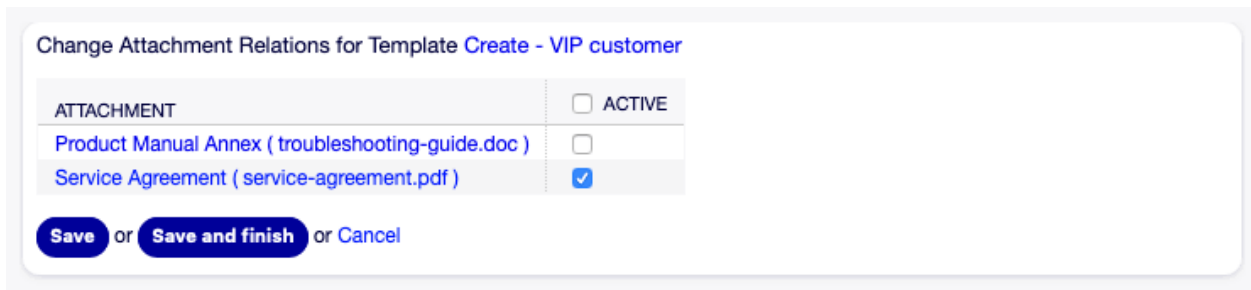 Change Attachment Relations for Template Create - VIP customer
ATTACHMENT ACTIVE
Product Manual Annex ( troubleshooting-guide.doc )
Service Agreement ( service-agreement.pdf )
Save or Save and finish or Cancel